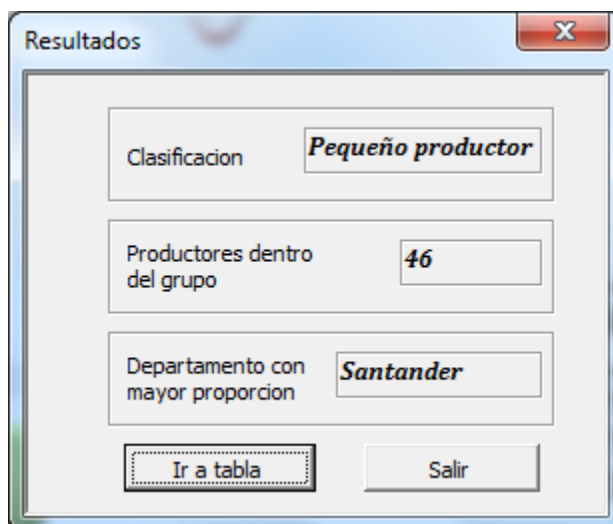 Resultados
Clasificacion
Pequeño productor
Productores dentro
del grupo
46
Departamento con
mayor proporcion
Santander
Ir a tabla
Salir